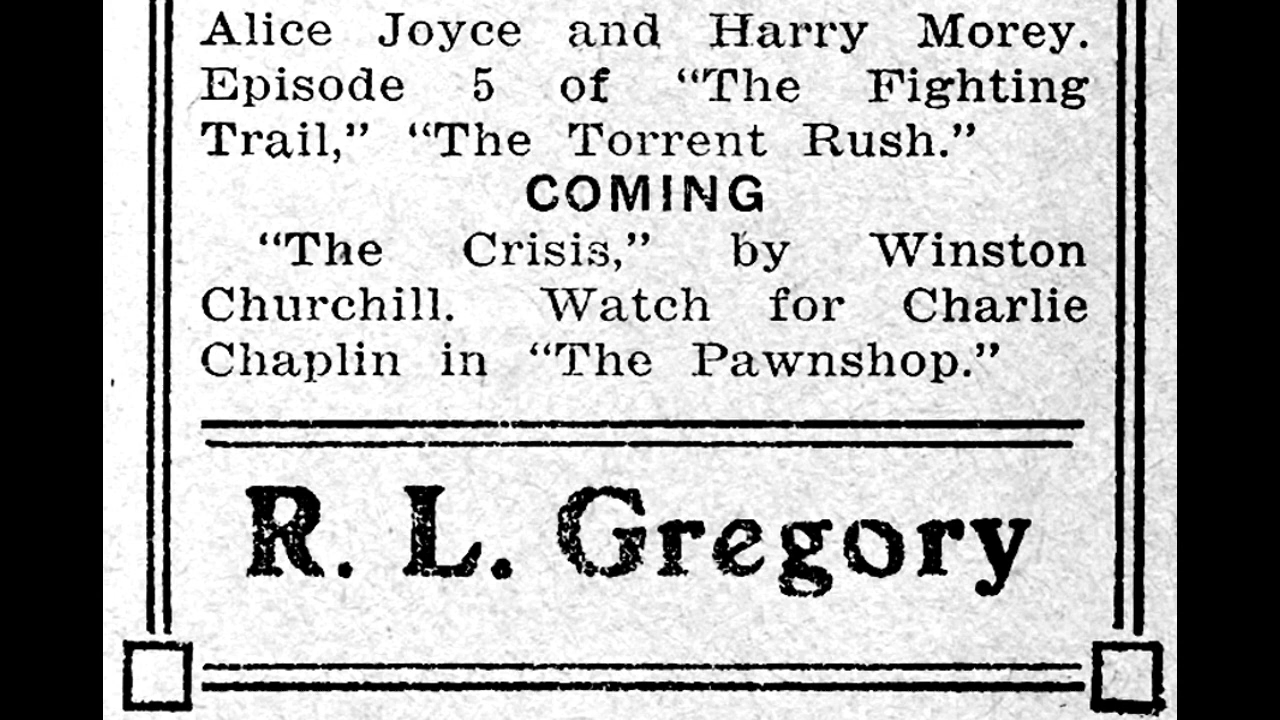 Alice Joyce and Harry Morey.
Episode 5 of “The Fighting
Trail,” “The Torrent Rush.”
COMING
“The Crisis,” by Winston
Churchill. Watch for Charlie
Chaplin in “The Pawnshop.”
R. L. Gregory